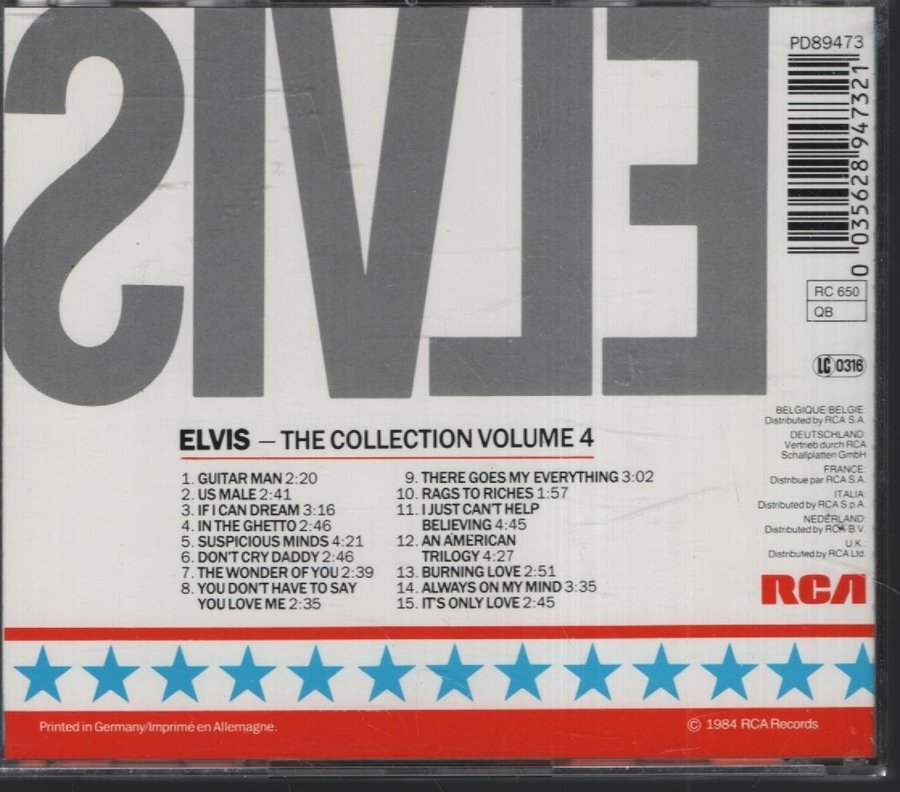 ELVIS
PD89473
0 035628 947321
RC 650
QB
LC 0316
ELVIS – THE COLLECTION VOLUME 4
1. GUITAR MAN 2:20
2. US MALE 2:41
3. IF I CAN DREAM 3:16
4. IN THE GHETTO 2:46
5. SUSPICIOUS MINDS 4:21
6. DON'T CRY DADDY 2:46
7. THE WONDER OF YOU 2:39
8. YOU DON'T HAVE TO SAY
YOU LOVE ME 2:35
9. THERE GOES MY EVERYTHING 3:02
10. RAGS TO RICHES 1:57
11. I JUST CAN'T HELP
BELIEVING 4:45
12. AN AMERICAN
TRILOGY 4:27
13. BURNING LOVE 2:51
14. ALWAYS ON MY MIND 3:35
15. IT'S ONLY LOVE 2:45
BELGIQUE/BELGIE:
Distributed by RCA S.A.
DEUTSCHLAND:
Vertrieb durch RCA
Schallplatten GmbH
FRANCE:
Distribue par RCA S.A.
ITALIA:
Distributed by RCA S.p.A.
NEDERLAND:
Distributed by RCA B.V.
U.K.:
Distributed by RCA Ltd.
RCA
Printed in Germany/Imprimé en Allemagne.
© 1984 RCA Records